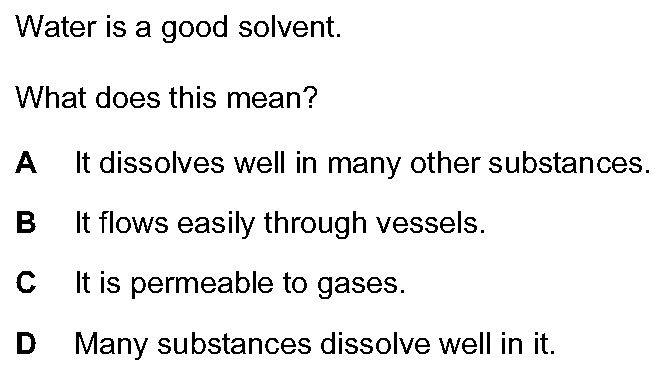 Water is a good solvent.
What does this mean?
A It dissolves well in many other substances.
B It flows easily through vessels.
C It is permeable to gases.
D Many substances dissolve well in it.